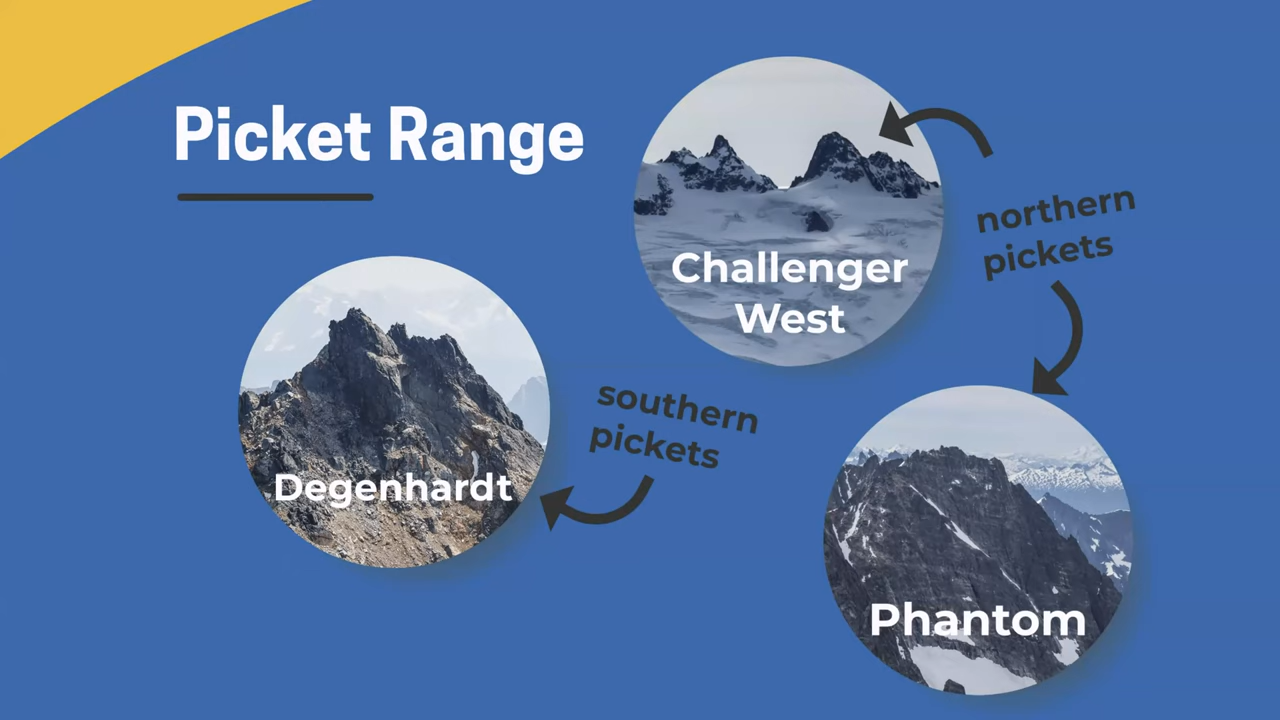 Picket Range
Challenger
West
northern
pickets
southern
pickets
Degenhardt
Phantom